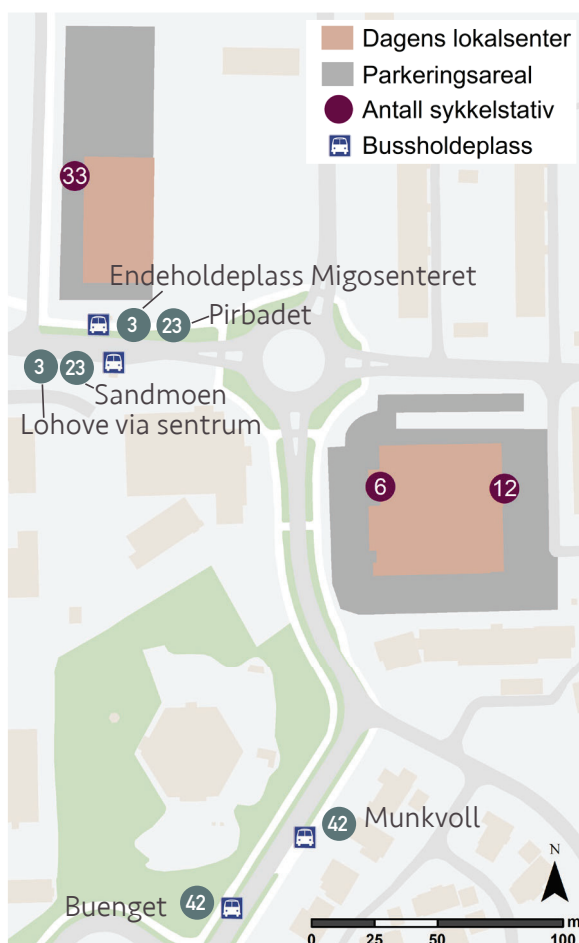 Dagens lokalsenter
Parkeringsareal
Antall sykkelstativ
Bussholdeplass
33
Endeholdeplass Migosenteret
3 23 Pirbadet
3 23
Sandmoen
Lohove via sentrum
6 12
42 Munkvoll
Buenget 42
N
m
0 25 50 100